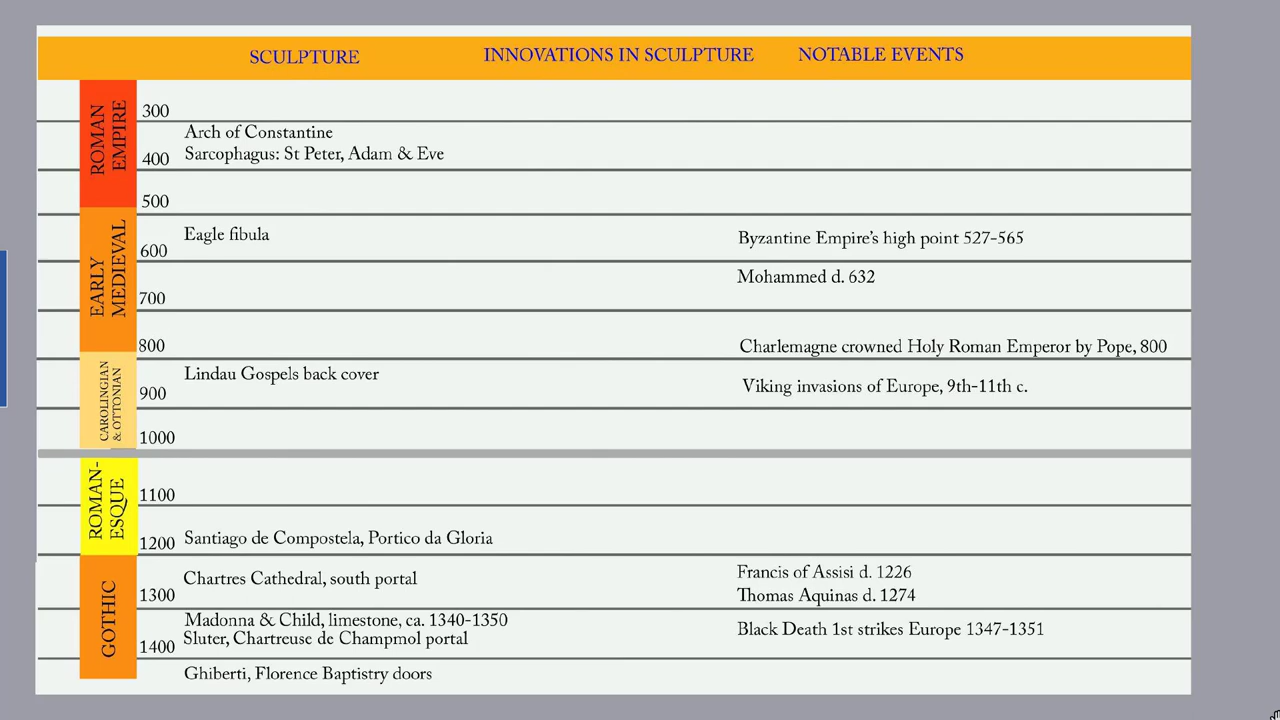 SCULPTURE INNOVATIONS IN SCULPTURE NOTABLE EVENTS
ROMAN
EMPIRE
300
Arch of Constantine
400 Sarcophagus: St Peter, Adam & Eve
500
EARLY
MEDIEVAL
Eagle fibula Byzantine Empire's high point 527-565
600
Mohammed d. 632
700
800 Charlemagne crowned Holy Roman Emperor by Pope, 800
CAROLINGIAN
& OTTONIAN
Lindau Gospels back cover
900 Viking invasions of Europe, 9th-11th c.
1000
ROMAN-
ESQUE
1100
1200 Santiago de Compostela, Portico da Gloria
GOTHIC
Chartres Cathedral, south portal Francis of Assisi d. 1226
1300 Thomas Aquinas d. 1274
Madonna & Child, limestone, ca. 1340-1350
Sluter, Chartreuse de Champmol portal Black Death 1st strikes Europe 1347-1351
1400
Ghiberti, Florence Baptistry doors